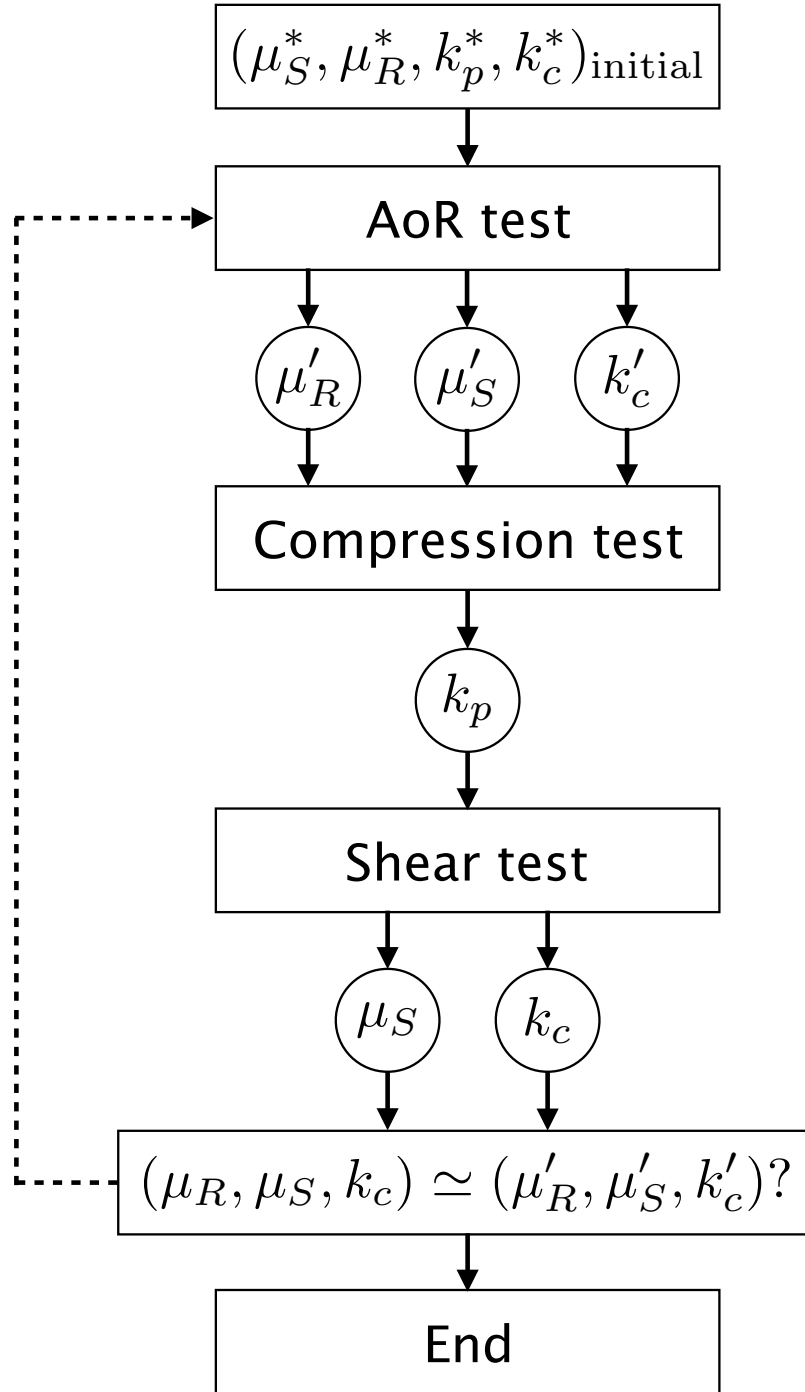 (μ*_S, μ*_R, k*_p, k*_c)_initial
AoR test
μ′_R μ′_S k′_c
Compression test
k_p
Shear test
μ_S k_c
(μ_R, μ_S, k_c) ≃ (μ′_R, μ′_S, k′_c)?
End